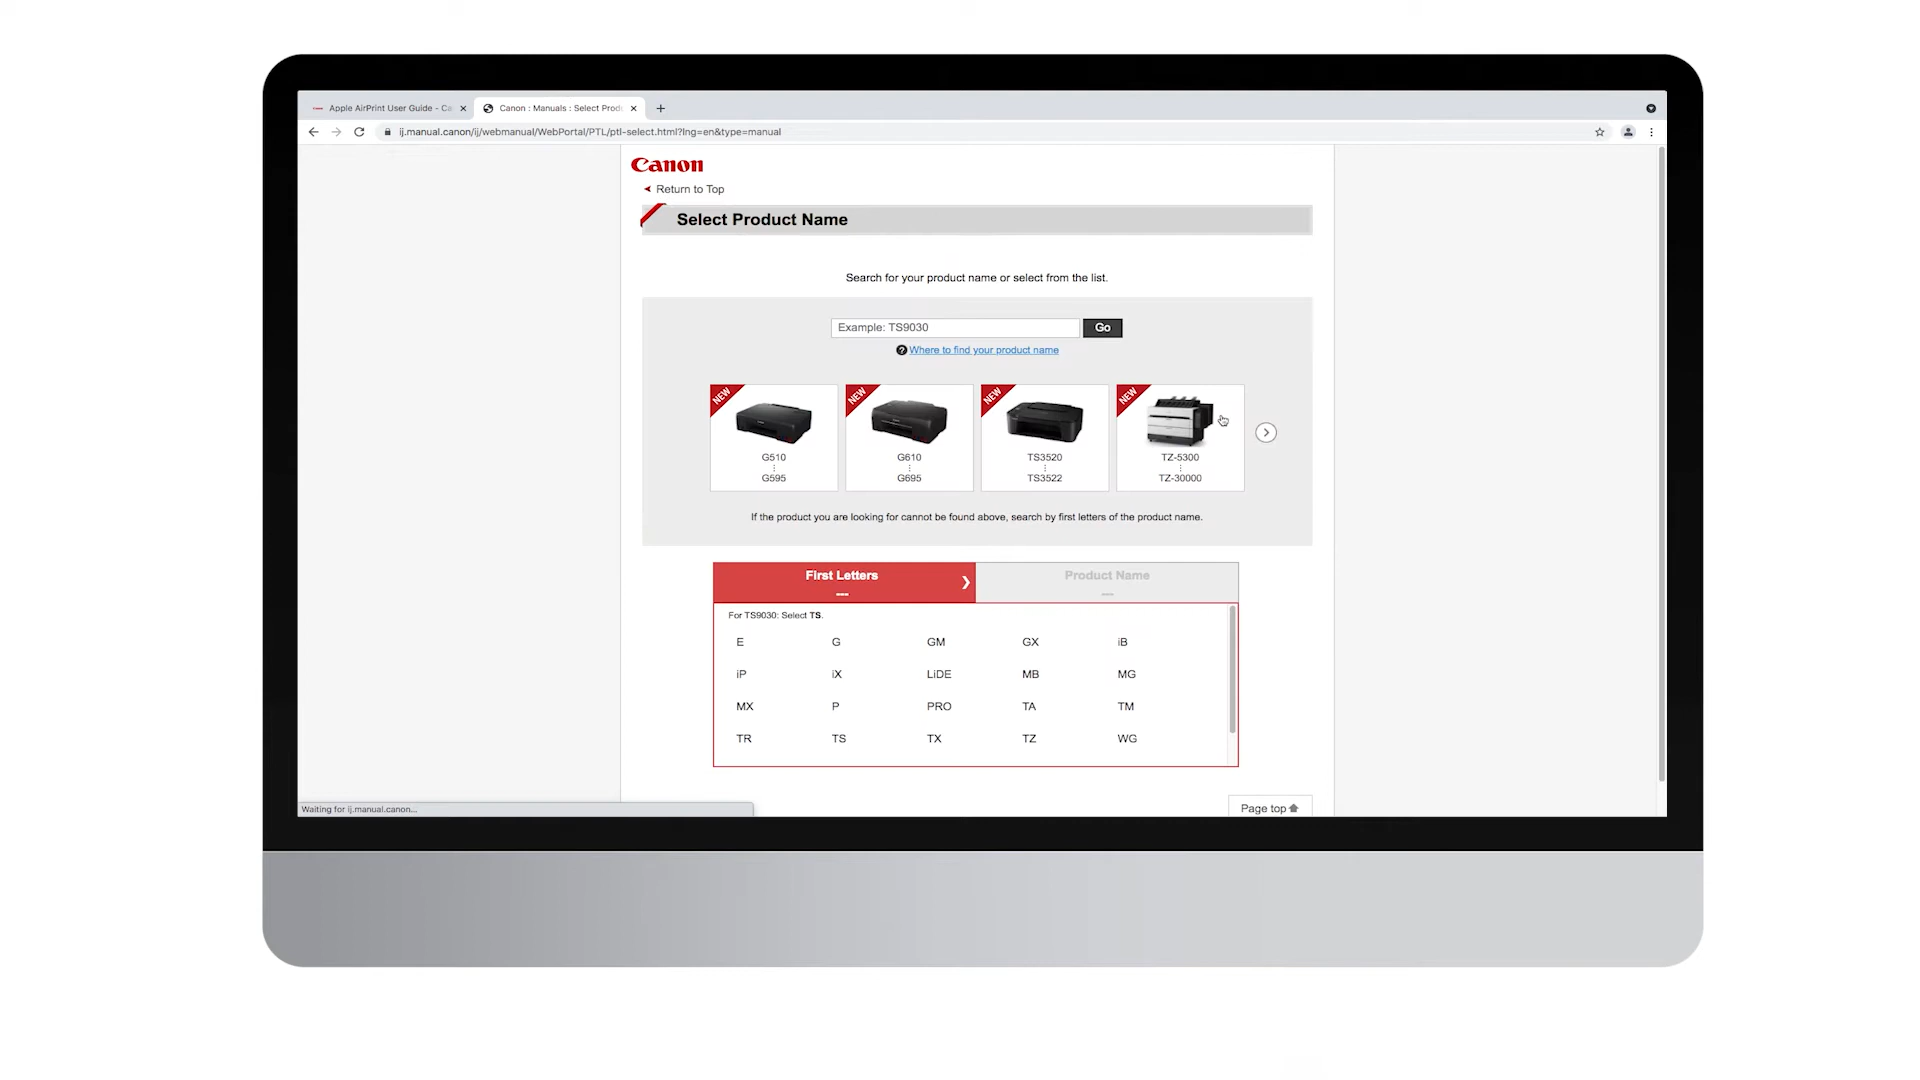 Apple AirPrint User Guide - Ca
Canon : Manuals : Select Produ
ij.manual.canon/ij/webmanual/WebPortal/PTL/ptl-select.html?lng=en&type=manual
Canon
Return to Top
Select Product Name
Search for your product name or select from the list.
Example: TS9030
Go
Where to find your product name
NEW NEW NEW NEW
G510 G610 TS3520 TZ-5300
G595 G695 TS3522 TZ-30000
If the product you are looking for cannot be found above, search by first letters of the product name.
First Letters
---
Product Name
---
For TS9030: Select TS.
E G GM GX iB
iP iX LiDE MB MG
MX P PRO TA TM
TR TS TX TZ WG
Page top
Waiting for ij.manual.canon...